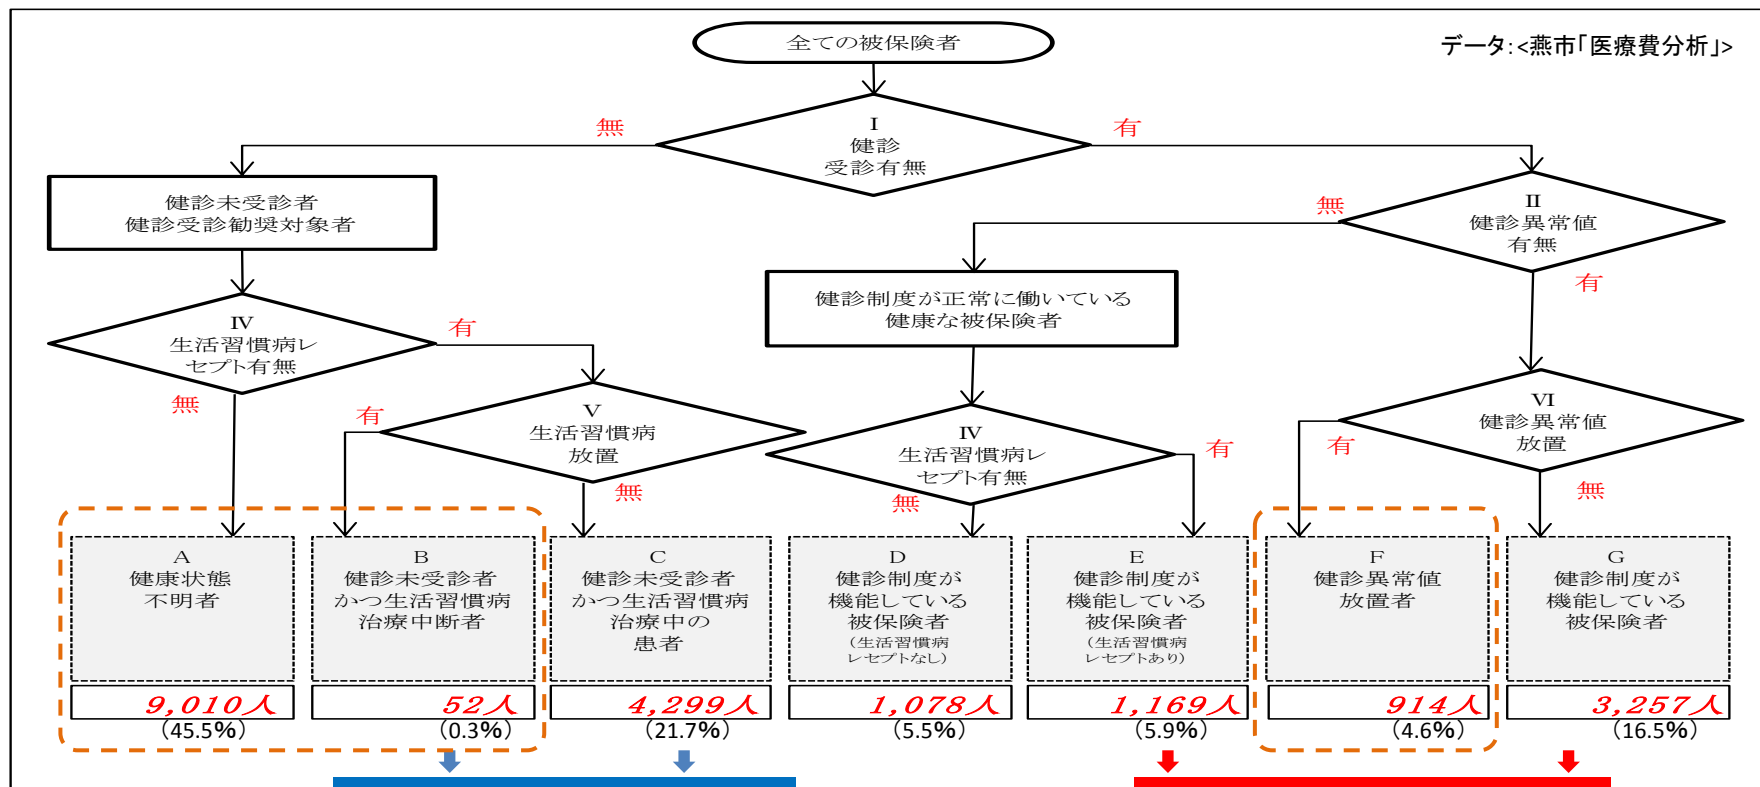 全ての被保険者
データ:<燕市「医療費分析」>
Ⅰ
健診
受診有無
無
有
健診未受診者
健診受診勧奨対象者
Ⅱ
健診異常値
有無
無
有
健診制度が正常に働いている
健康な被保険者
Ⅳ
生活習慣病レ
セプト有無
有
無
Ⅴ
生活習慣病
放置
有
無
Ⅳ
生活習慣病レ
セプト有無
有
無
Ⅵ
健診異常値
放置
有
無
A
健康状態
不明者
9,010人
(45.5%)
B
健診未受診者
かつ生活習慣病
治療中断者
52人
(0.3%)
C
健診未受診者
かつ生活習慣病
治療中の
患者
4,299人
(21.7%)
D
健診制度が
機能している
被保険者
(生活習慣病
レセプトなし)
1,078人
(5.5%)
E
健診制度が
機能している
被保険者
(生活習慣病
レセプトあり)
1,169人
(5.9%)
F
健診異常値
放置者
914人
(4.6%)
G
健診制度が
機能している
被保険者
3,257人
(16.5%)